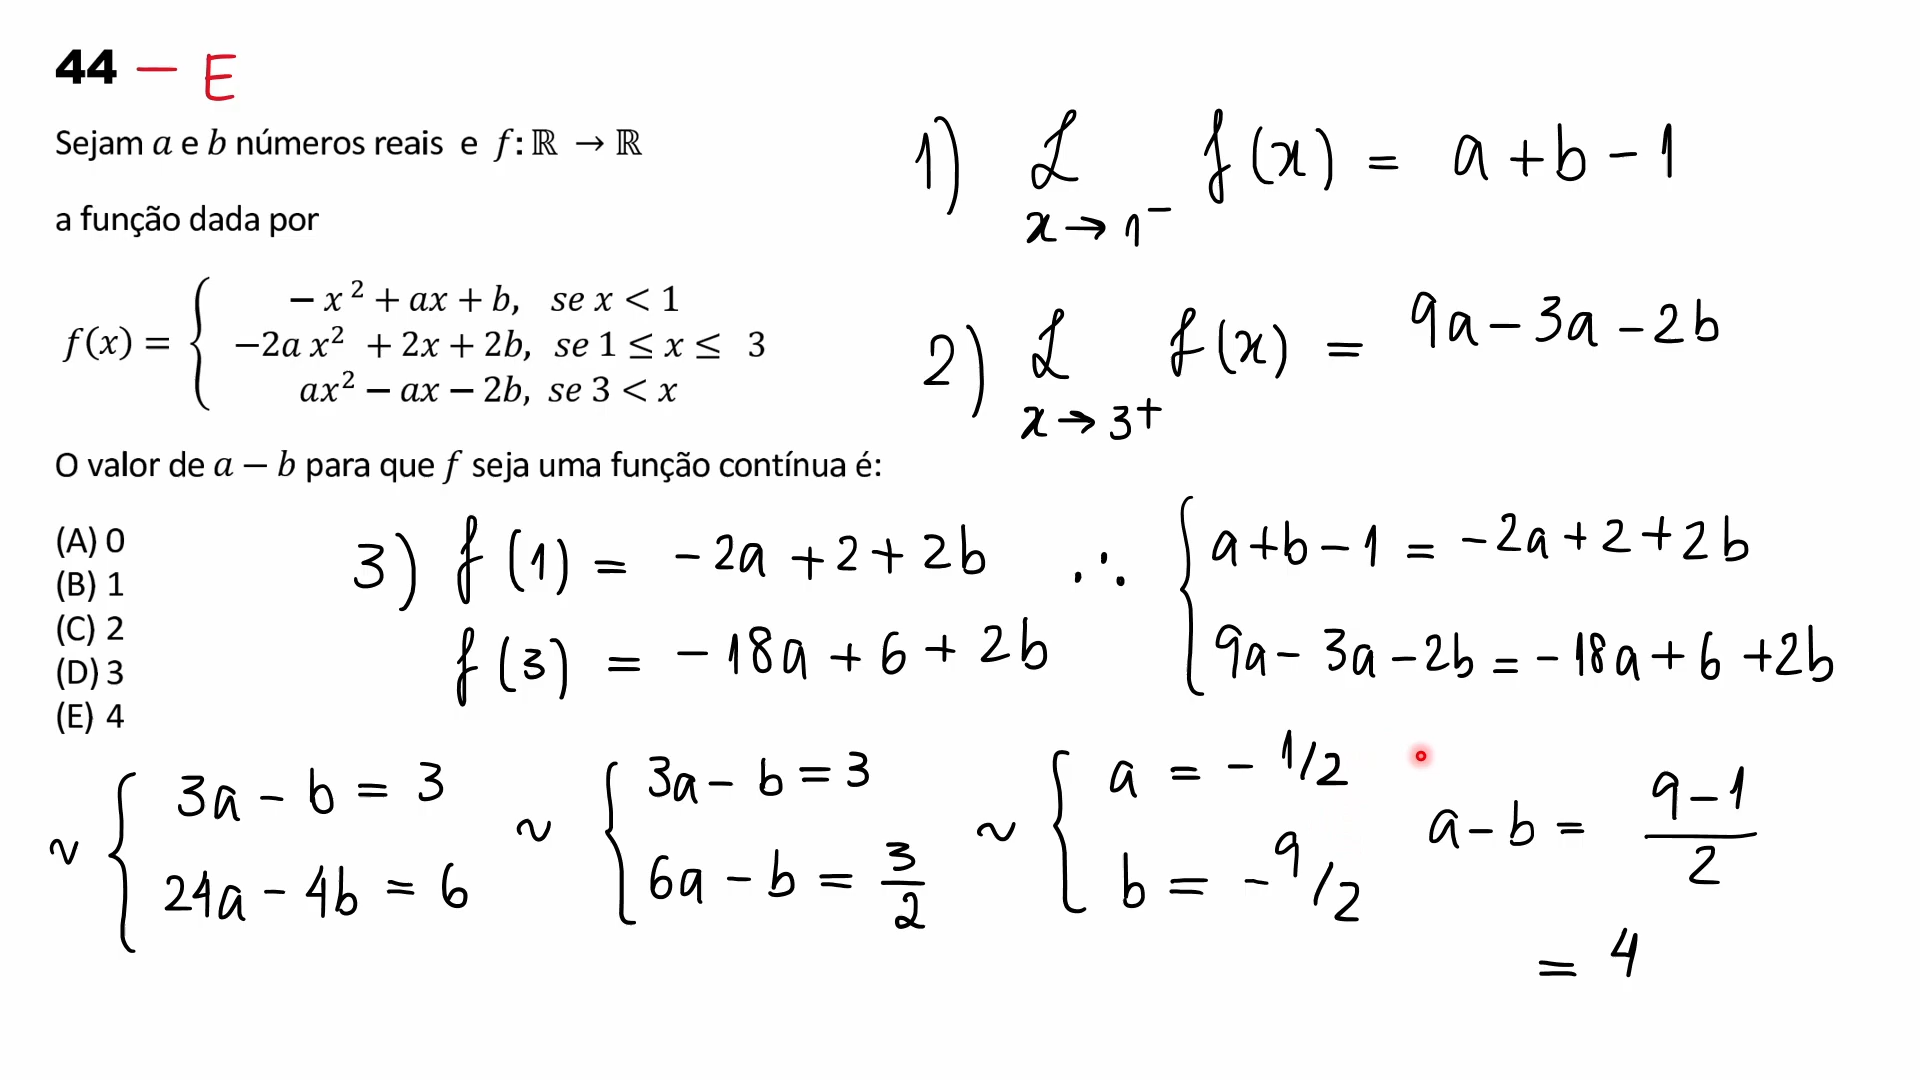 44 — E
Sejam a e b números reais e f: ℝ → ℝ
a função dada por
f(x) = { − x² + ax + b, se x < 1
−2a x² + 2x + 2b, se 1 ≤ x ≤ 3
ax² − ax − 2b, se 3 < x
O valor de a − b para que f seja uma função contínua é:
(A) 0
(B) 1
(C) 2
(D) 3
(E) 4
1) ℒ f(x) = a + b − 1
x → 1⁻
2) ℒ f(x) = 9a − 3a − 2b
x → 3⁺
3) f(1) = − 2a + 2 + 2b
f(3) = − 18a + 6 + 2b
∴ { a + b − 1 = − 2a + 2 + 2b
9a − 3a − 2b = − 18a + 6 + 2b
~ { 3a − b = 3
24a − 4b = 6
~ { 3a − b = 3
6a − b = 3/2
~ { a = − 1/2
b = − 9/2
a − b = (9 − 1)/2
= 4